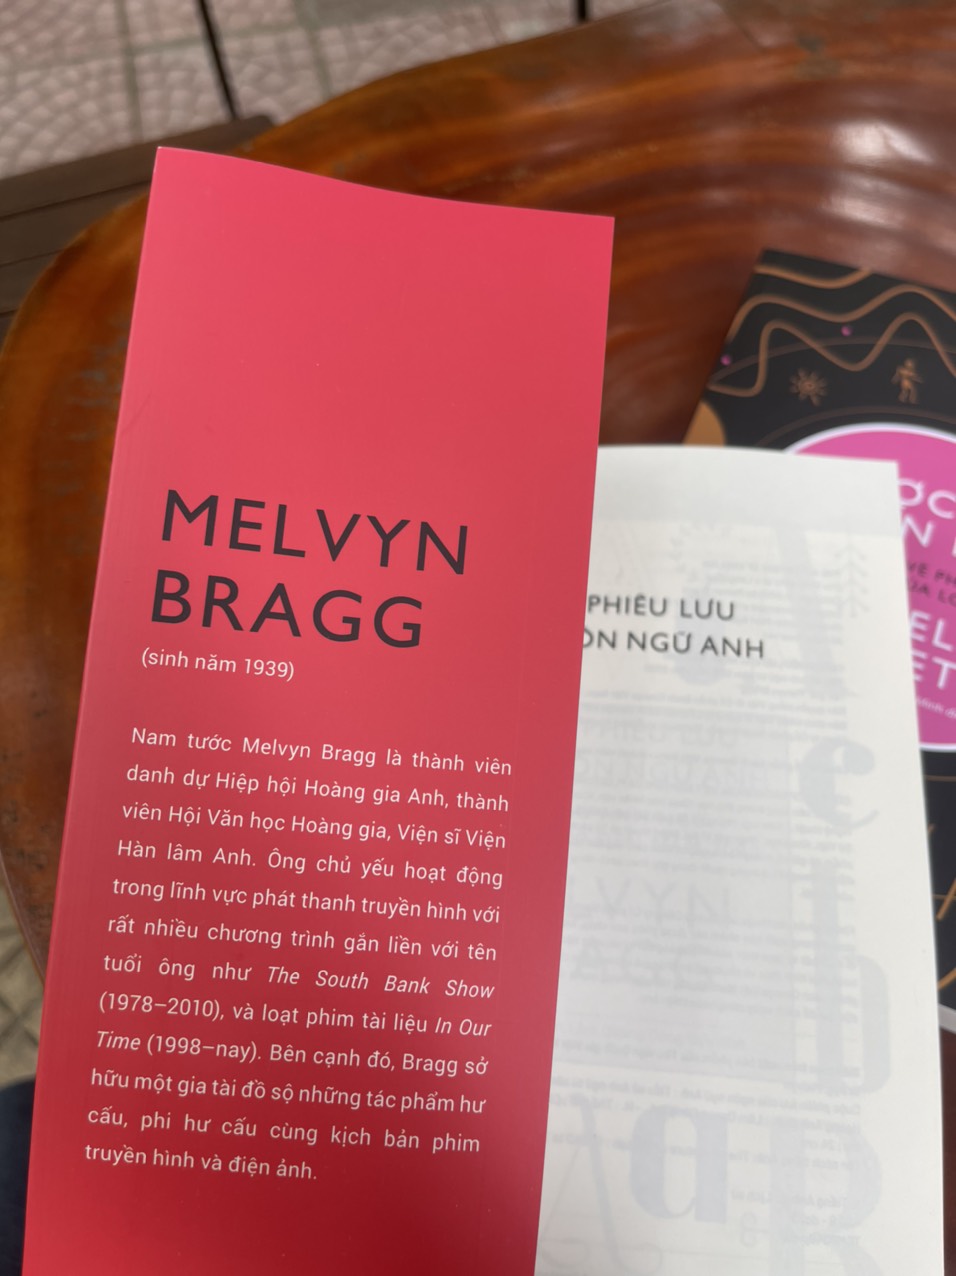 MELVYN
BRAGG
(sinh năm 1939)
Nam tước Melvyn Bragg là thành viên
danh dự Hiệp hội Hoàng gia Anh, thành
viên Hội Văn học Hoàng gia, Viện sĩ Viện
Hàn lâm Anh. Ông chủ yếu hoạt động
trong lĩnh vực phát thanh truyền hình với
rất nhiều chương trình gắn liền với tên
tuổi ông như The South Bank Show
(1978–2010), và loạt phim tài liệu In Our
Time (1998–nay). Bên cạnh đó, Bragg sở
hữu một gia tài đồ sộ những tác phẩm hư
cấu, phi hư cấu cùng kịch bản phim
truyền hình và điện ảnh.
PHIÊU LƯU
NGỮ ANH